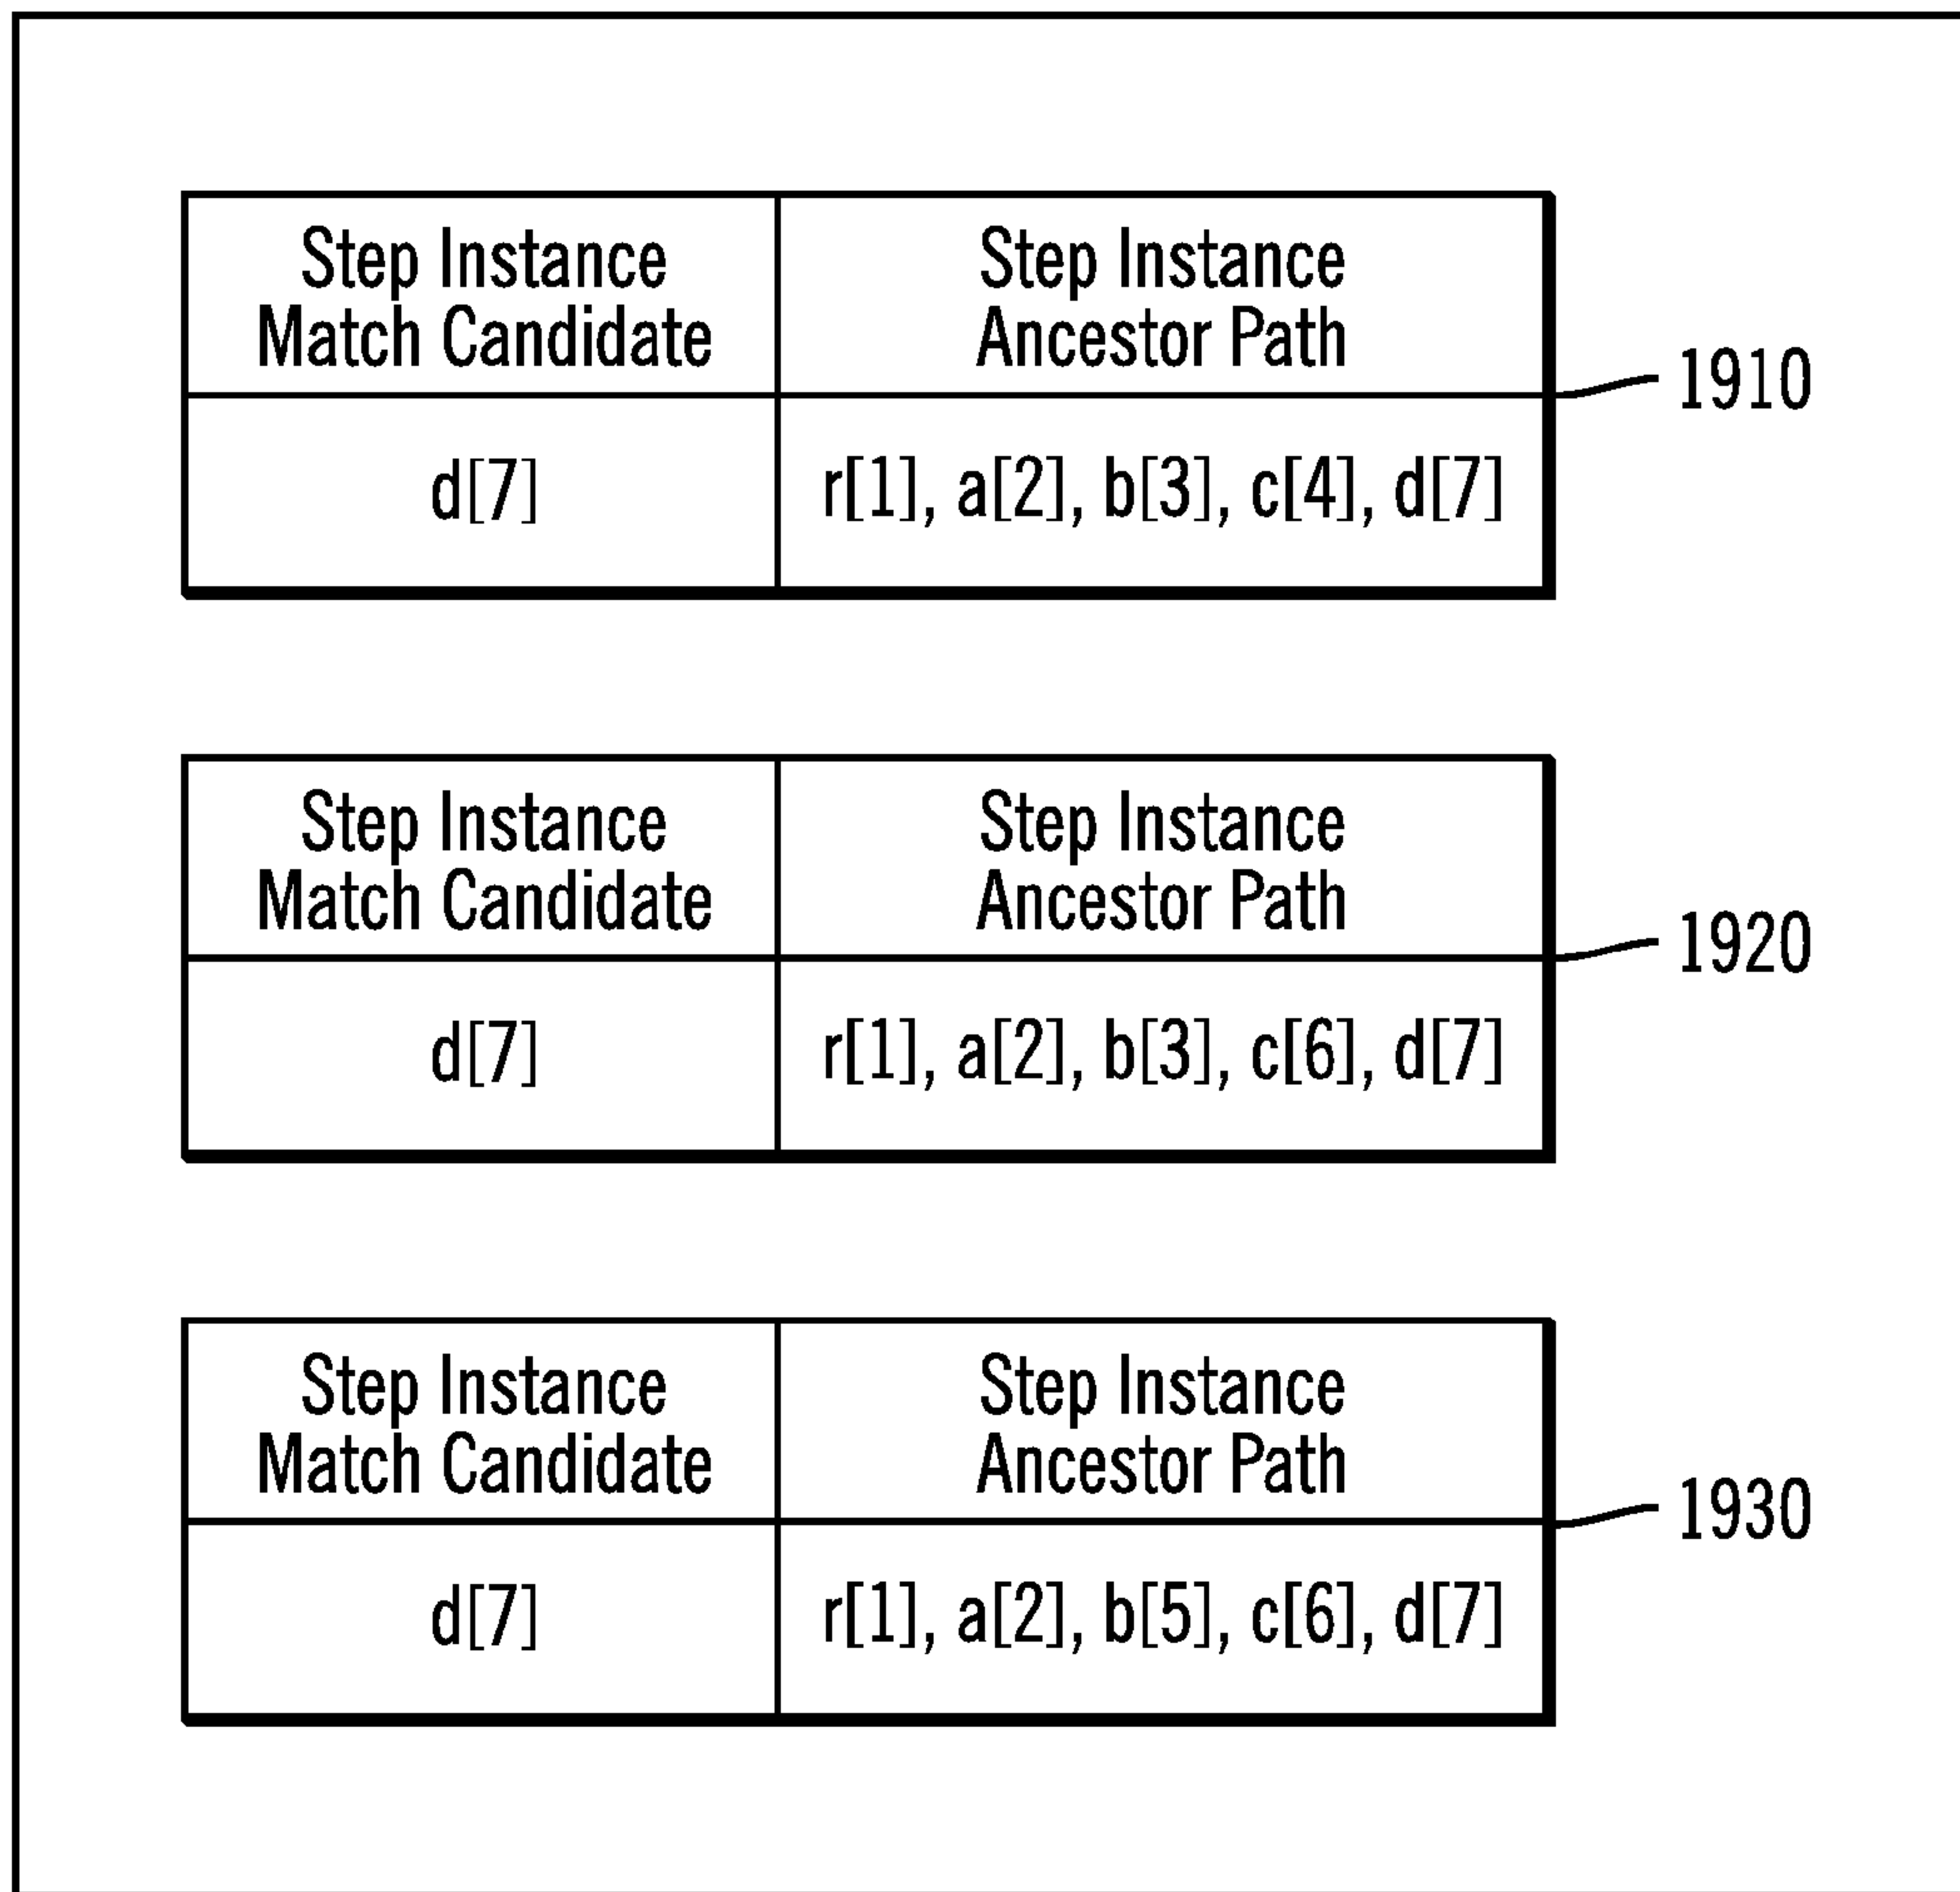 Step Instance
Match Candidate
Step Instance
Ancestor Path
1910
d[7]
r[1], a[2], b[3], c[4], d[7]
Step Instance
Match Candidate
Step Instance
Ancestor Path
1920
d[7]
r[1], a[2], b[3], c[6], d[7]
Step Instance
Match Candidate
Step Instance
Ancestor Path
1930
d[7]
r[1], a[2], b[5], c[6], d[7]